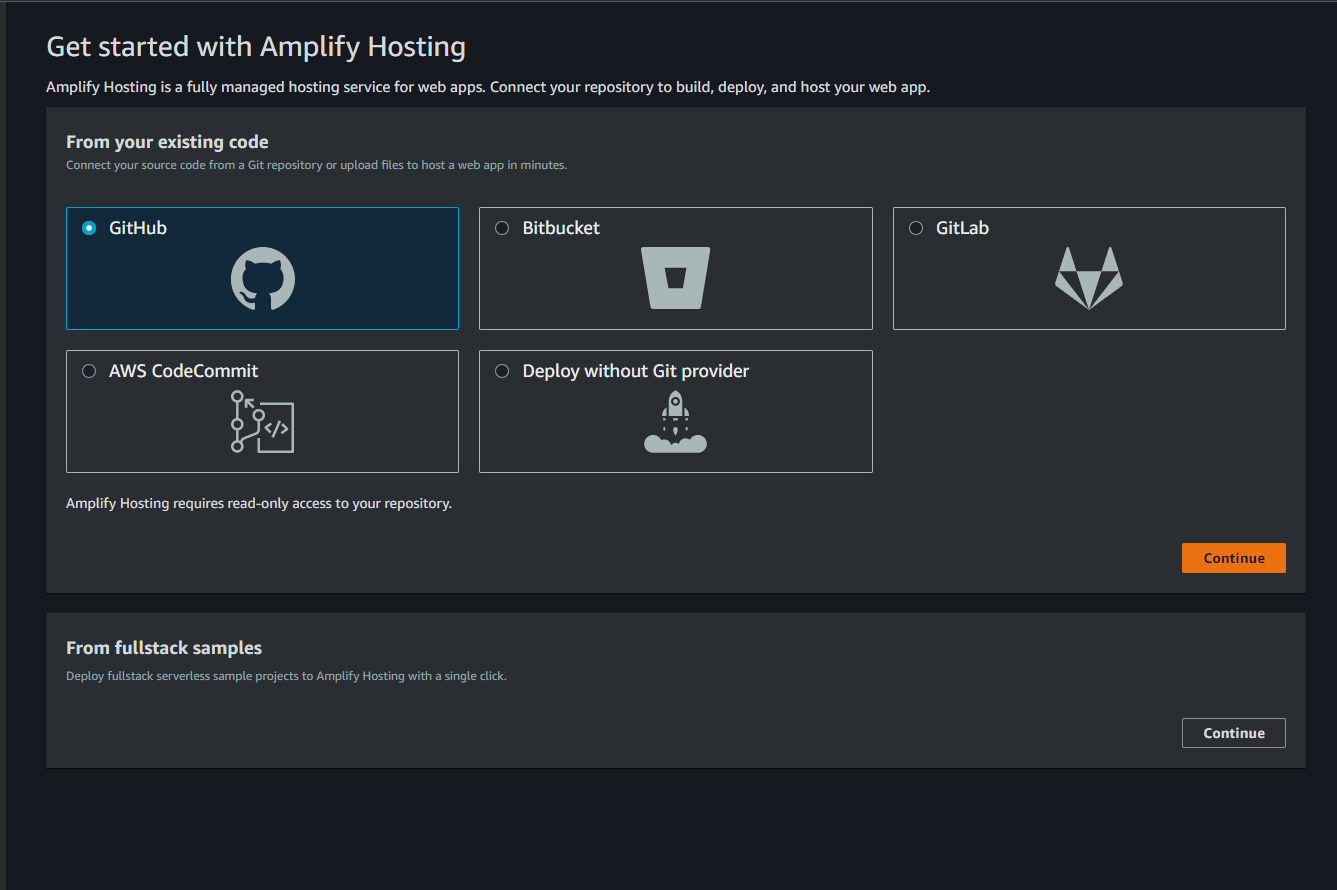 Get started with Amplify Hosting
Amplify Hosting is a fully managed hosting service for web apps. Connect your repository to build, deploy, and host your web app.
From your existing code
Connect your source code from a Git repository or upload files to host a web app in minutes.
GitHub
Bitbucket
GitLab
AWS CodeCommit
Deploy without Git provider
</>
Amplify Hosting requires read-only access to your repository.
Continue
From fullstack samples
Deploy fullstack serverless sample projects to Amplify Hosting with a single click.
Continue